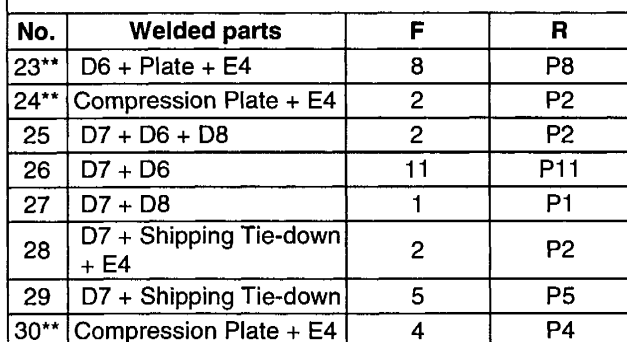 No. Welded parts F R
23** D6 + Plate + E4 8 P8
24** Compression Plate + E4 2 P2
25 D7 + D6 + D8 2 P2
26 D7 + D6 11 P11
27 D7 + D8 1 P1
28 D7 + Shipping Tie-down
+ E4 2 P2
29 D7 + Shipping Tie-down 5 P5
30** Compression Plate + E4 4 P4